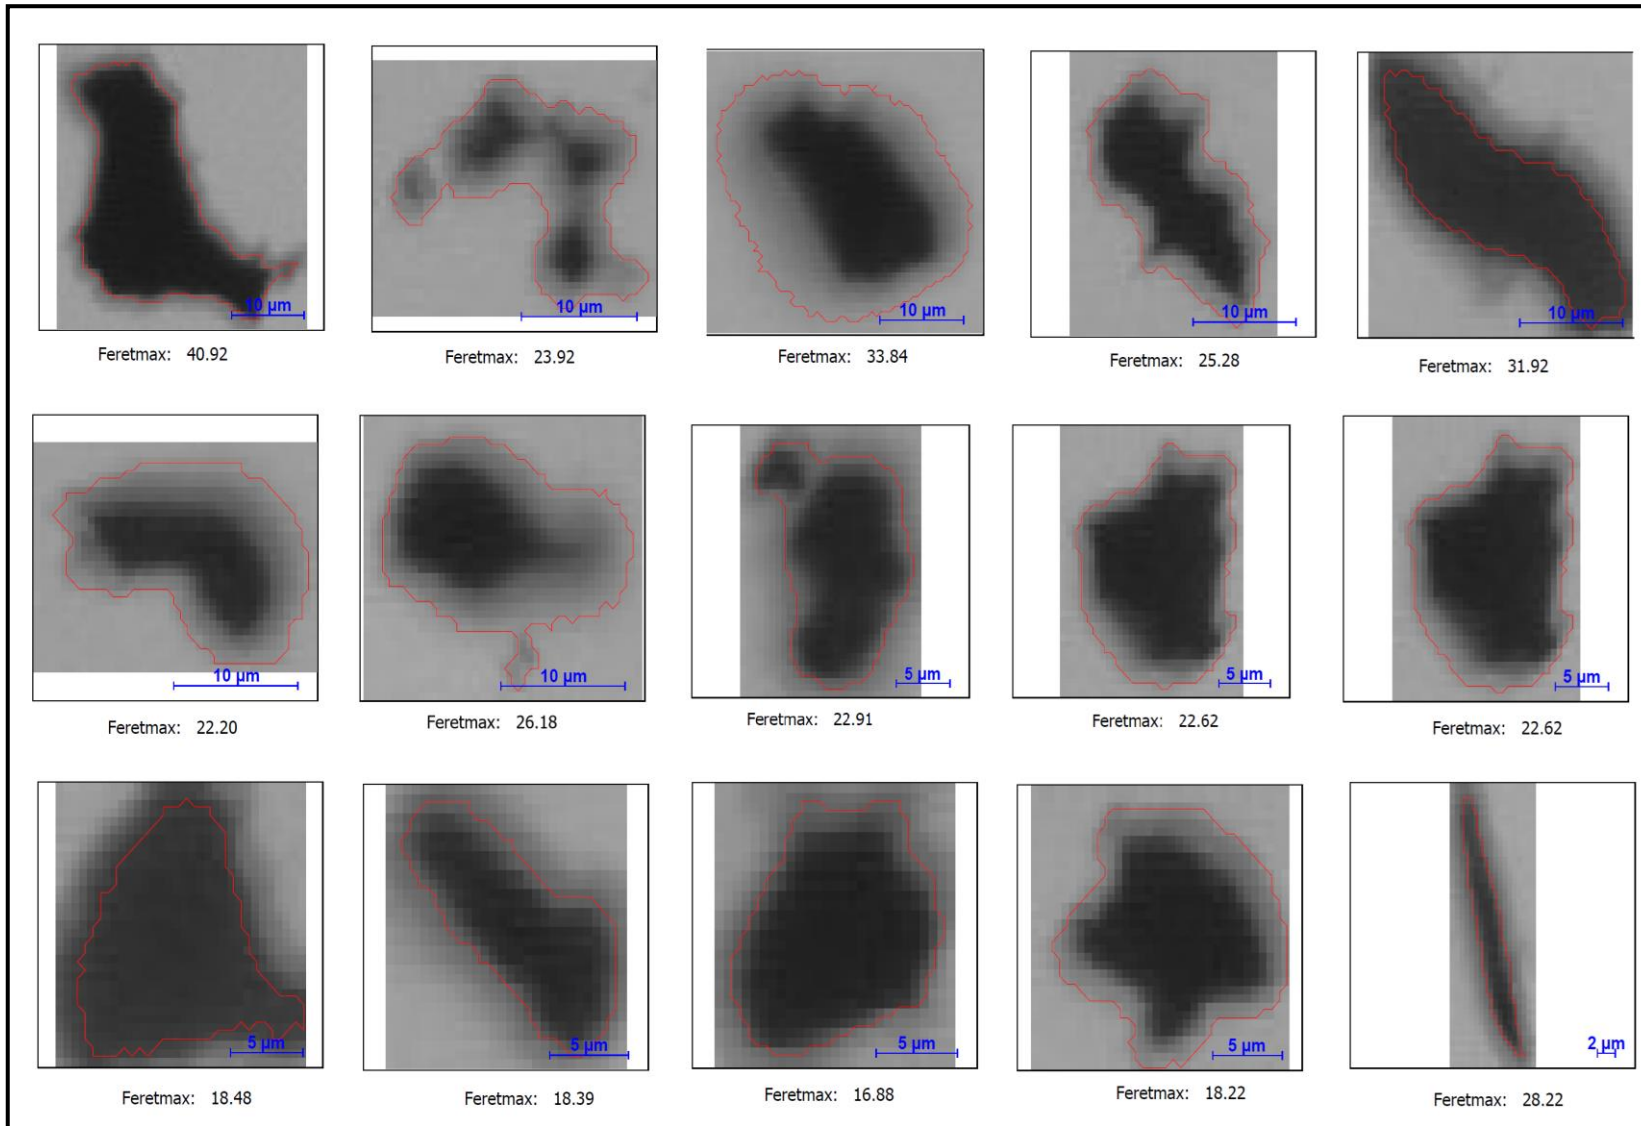 10 µm
10 µm
10 µm
10 µm
10 µm
Feretmax: 40.92
Feretmax: 23.92
Feretmax: 33.84
Feretmax: 25.28
Feretmax: 31.92
10 µm
10 µm
5 µm
5 µm
5 µm
Feretmax: 22.20
Feretmax: 26.18
Feretmax: 22.91
Feretmax: 22.62
Feretmax: 22.62
5 µm
5 µm
5 µm
5 µm
2 µm
Feretmax: 18.48
Feretmax: 18.39
Feretmax: 16.88
Feretmax: 18.22
Feretmax: 28.22